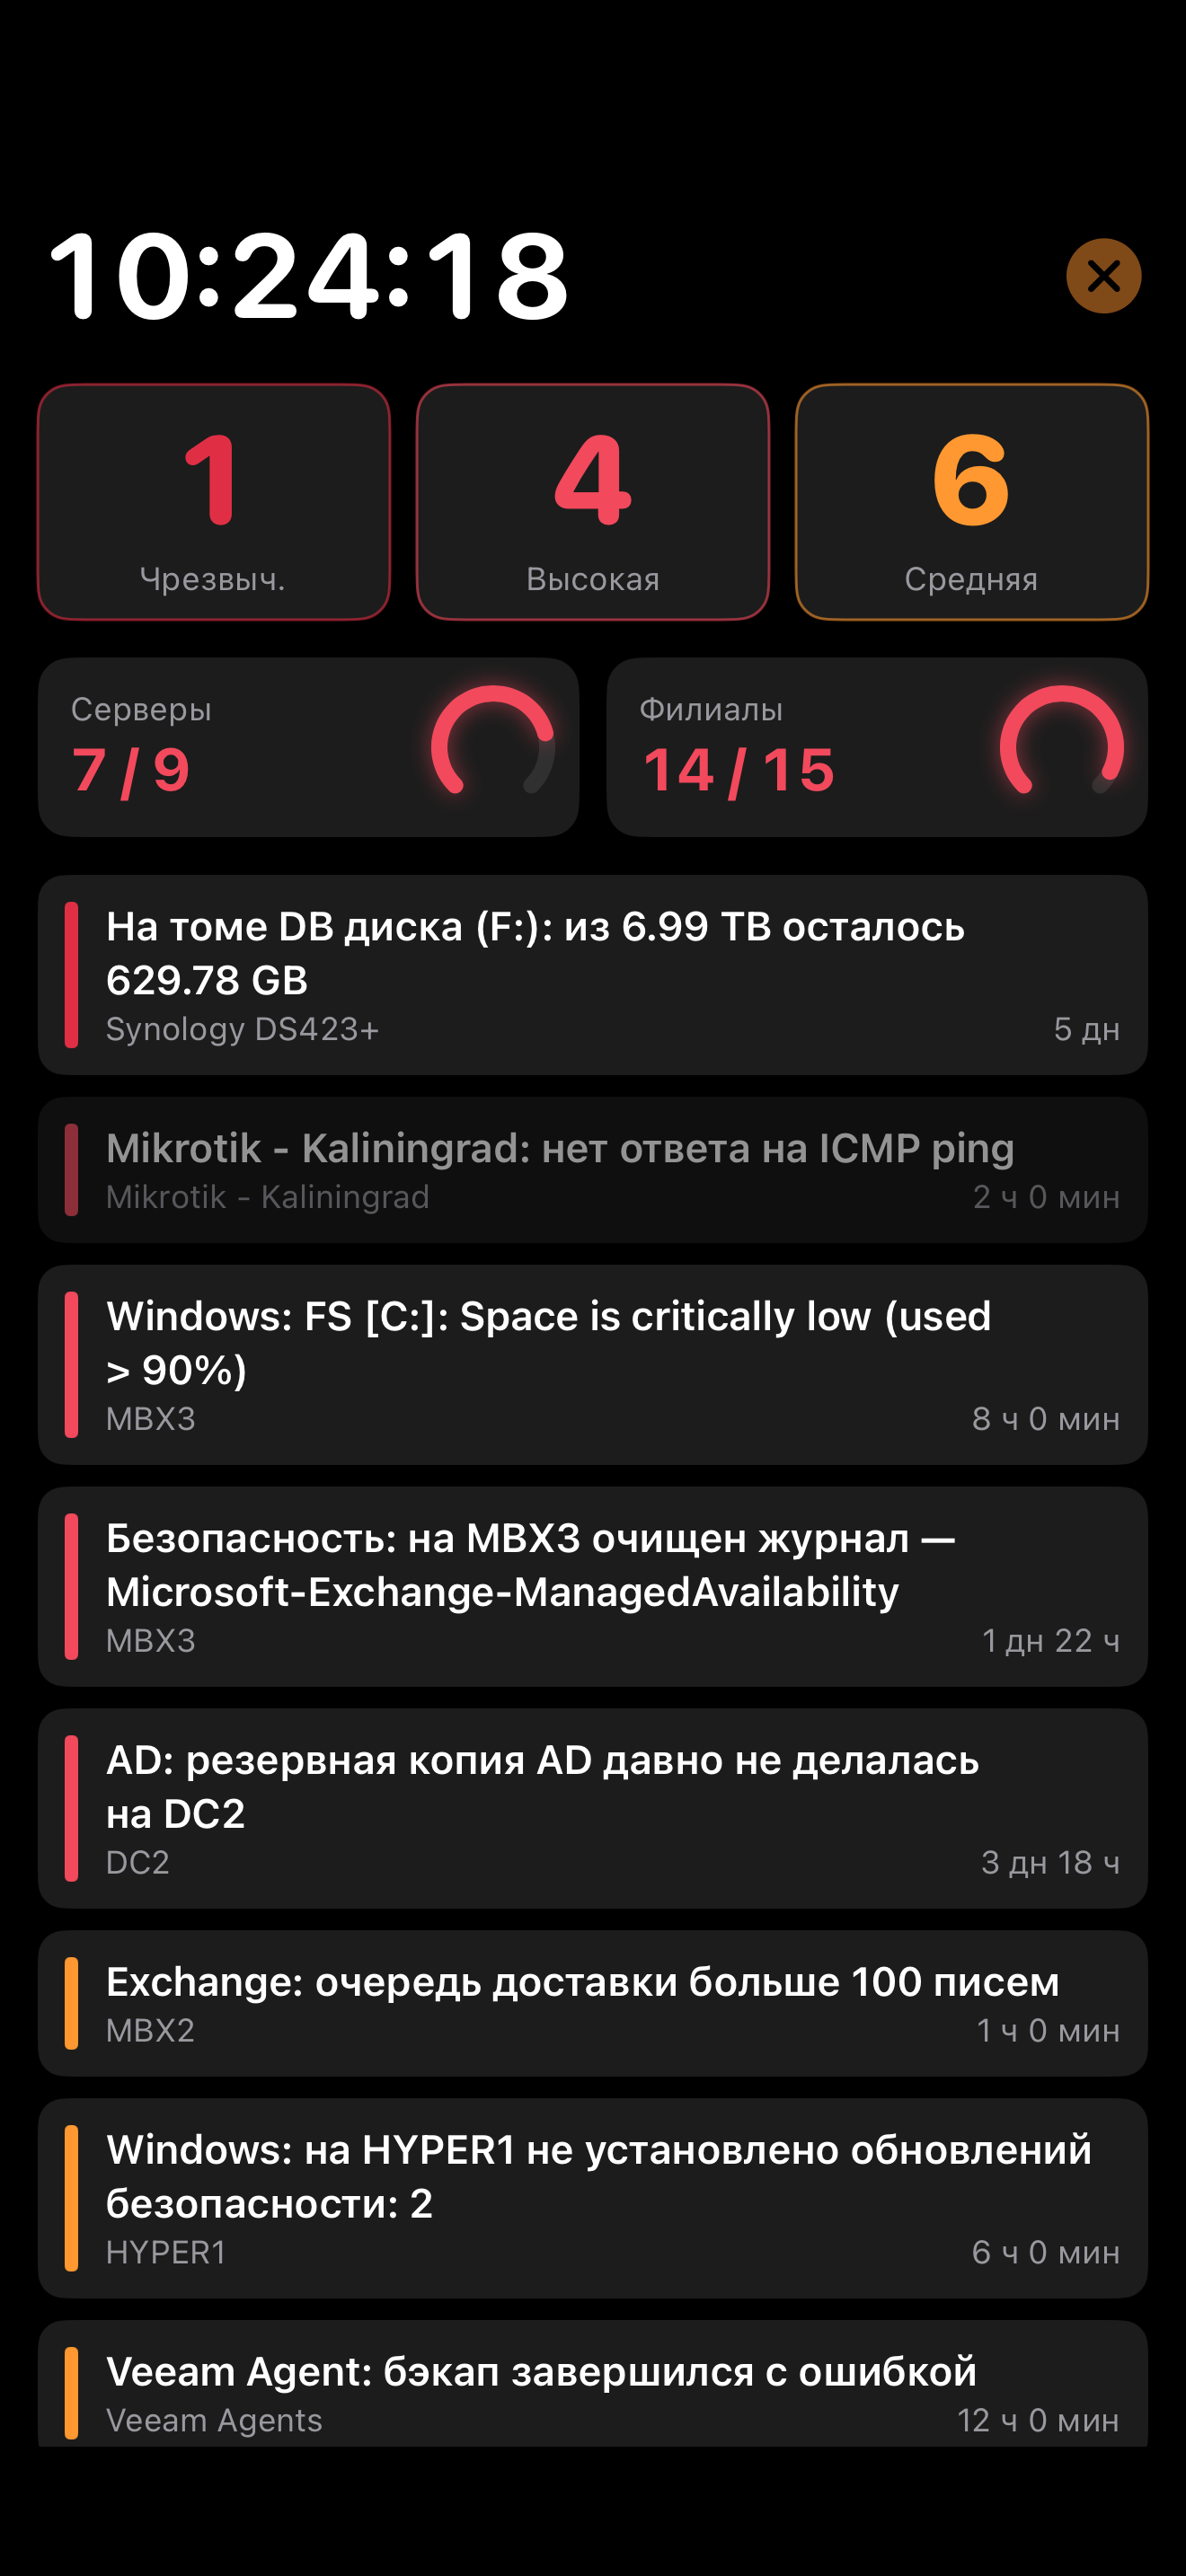 10:24:18
1
Чрезвыч.
4
Высокая
6
Средняя
Серверы
7 / 9
Филиалы
14 / 15
На томе DB диска (F:): из 6.99 TB осталось
629.78 GB
Synology DS423+
5 дн
Mikrotik - Kaliningrad: нет ответа на ICMP ping
Mikrotik - Kaliningrad
2 ч 0 мин
Windows: FS [C:]: Space is critically low (used
> 90%)
MBX3
8 ч 0 мин
Безопасность: на MBX3 очищен журнал —
Microsoft-Exchange-ManagedAvailability
MBX3
1 дн 22 ч
AD: резервная копия AD давно не делалась
на DC2
DC2
3 дн 18 ч
Exchange: очередь доставки больше 100 писем
MBX2
1 ч 0 мин
Windows: на HYPER1 не установлено обновлений
безопасности: 2
HYPER1
6 ч 0 мин
Veeam Agent: бэкап завершился с ошибкой
Veeam Agents
12 ч 0 мин